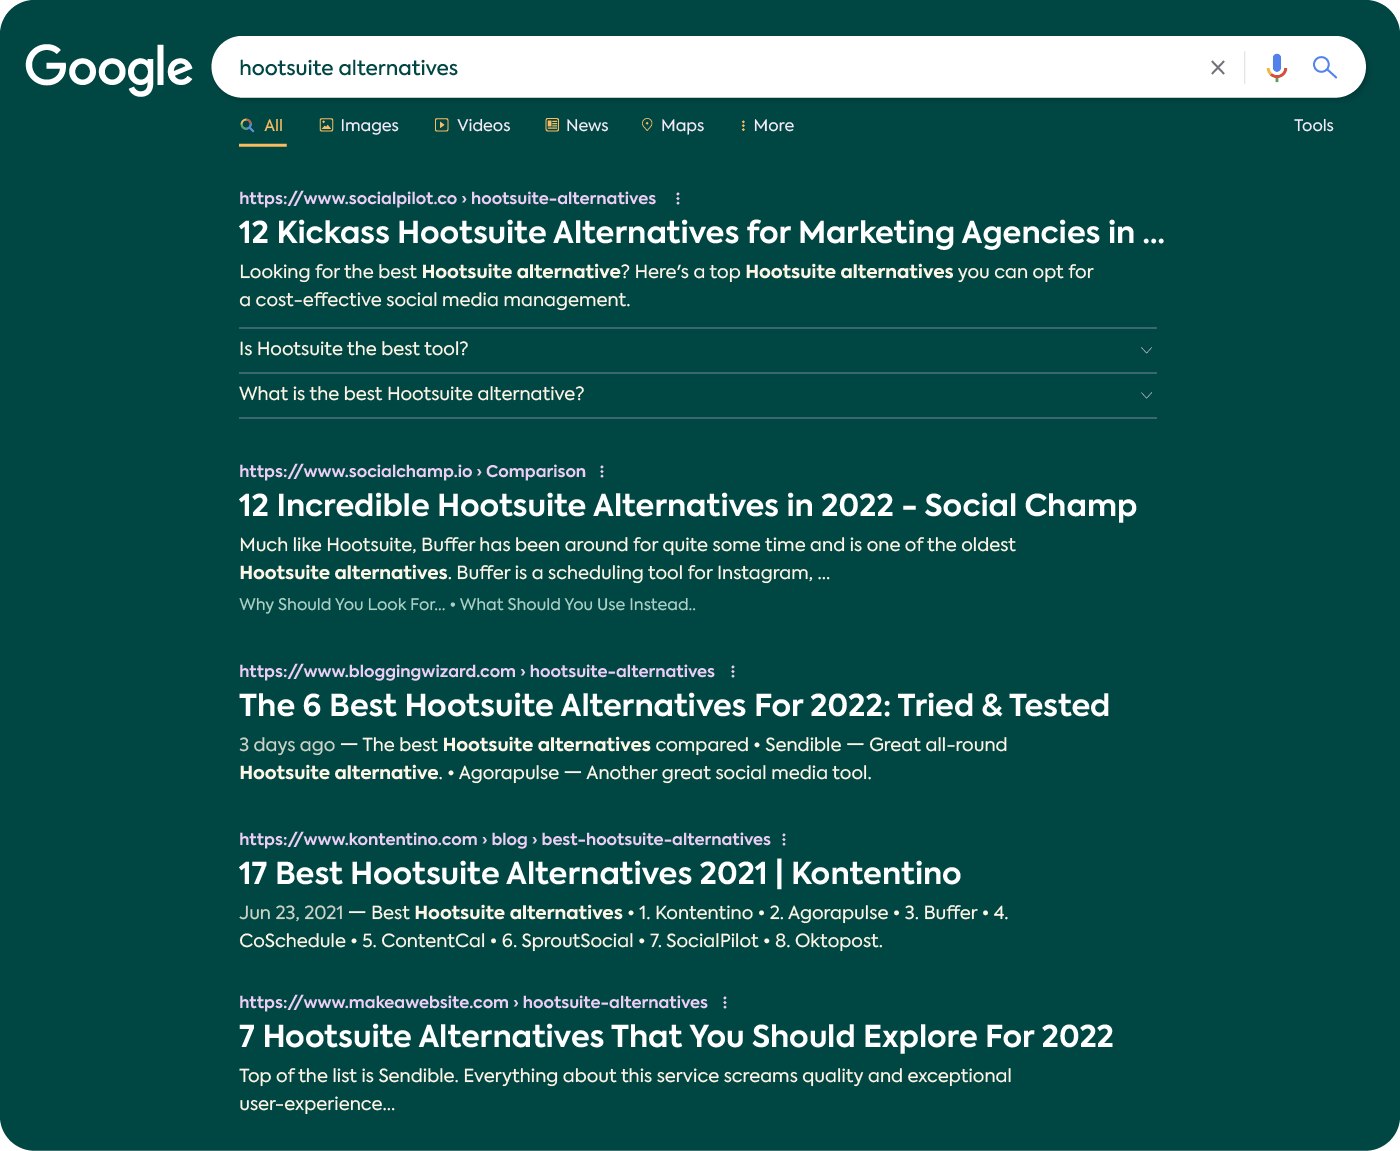 Google
hootsuite alternatives
All Images Videos News Maps More Tools
https://www.socialpilot.co › hootsuite-alternatives
12 Kickass Hootsuite Alternatives for Marketing Agencies in ...
Looking for the best Hootsuite alternative? Here's a top Hootsuite alternatives you can opt for
a cost-effective social media management.
Is Hootsuite the best tool?
What is the best Hootsuite alternative?
https://www.socialchamp.io › Comparison
12 Incredible Hootsuite Alternatives in 2022 - Social Champ
Much like Hootsuite, Buffer has been around for quite some time and is one of the oldest
Hootsuite alternatives. Buffer is a scheduling tool for Instagram, ...
Why Should You Look For... • What Should You Use Instead..
https://www.bloggingwizard.com › hootsuite-alternatives
The 6 Best Hootsuite Alternatives For 2022: Tried & Tested
3 days ago — The best Hootsuite alternatives compared • Sendible — Great all-round
Hootsuite alternative. • Agorapulse — Another great social media tool.
https://www.kontentino.com › blog › best-hootsuite-alternatives
17 Best Hootsuite Alternatives 2021 | Kontentino
Jun 23, 2021 — Best Hootsuite alternatives • 1. Kontentino • 2. Agorapulse • 3. Buffer • 4.
CoSchedule • 5. ContentCal • 6. SproutSocial • 7. SocialPilot • 8. Oktopost.
https://www.makeawebsite.com › hootsuite-alternatives
7 Hootsuite Alternatives That You Should Explore For 2022
Top of the list is Sendible. Everything about this service screams quality and exceptional
user-experience...